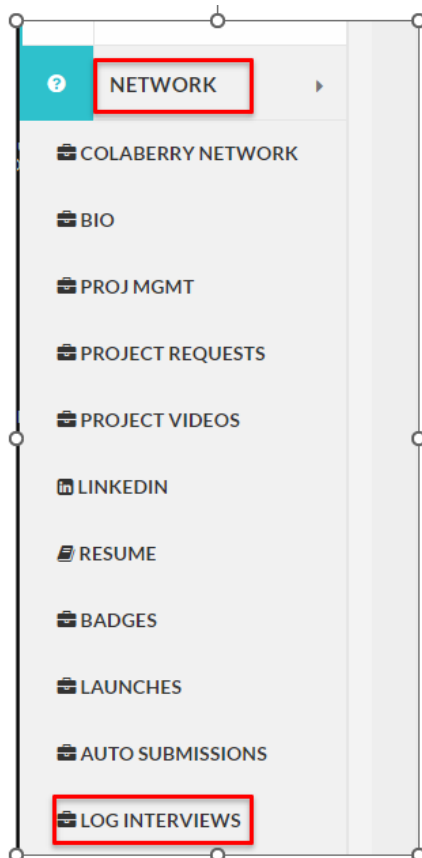 NETWORK
COLABERRY NETWORK
BIO
PROJ MGMT
PROJECT REQUESTS
PROJECT VIDEOS
LINKEDIN
RESUME
BADGES
LAUNCHES
AUTO SUBMISSIONS
LOG INTERVIEWS